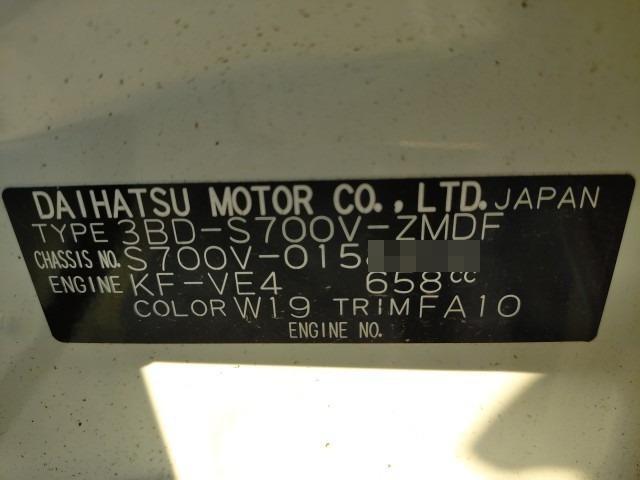 DAIHATSU MOTOR CO., LTD. JAPAN
TYPE 3BD-S700V-ZMDF
CHASSIS NO. S700V-015
ENGINE KF-VE4 658cc
COLOR W19 TRIM FA10
ENGINE NO.